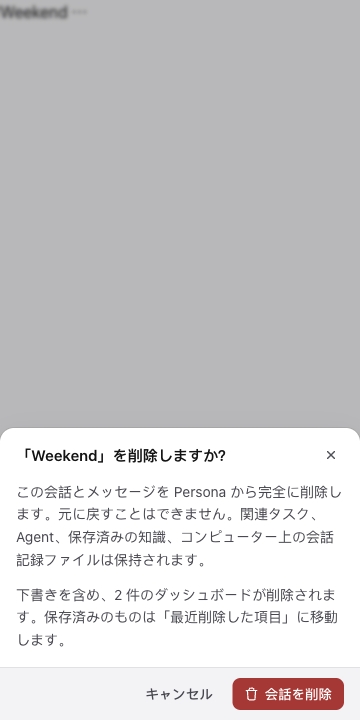 Weekend ···
「Weekend」を削除しますか?
この会話とメッセージを Persona から完全に削除し
ます。元に戻すことはできません。関連タスク、
Agent、保存済みの知識、コンピューター上の会話
記録ファイルは保持されます。
下書きを含め、2 件のダッシュボードが削除されま
す。保存済みのものは「最近削除した項目」に移動
します。
キャンセル
会話を削除